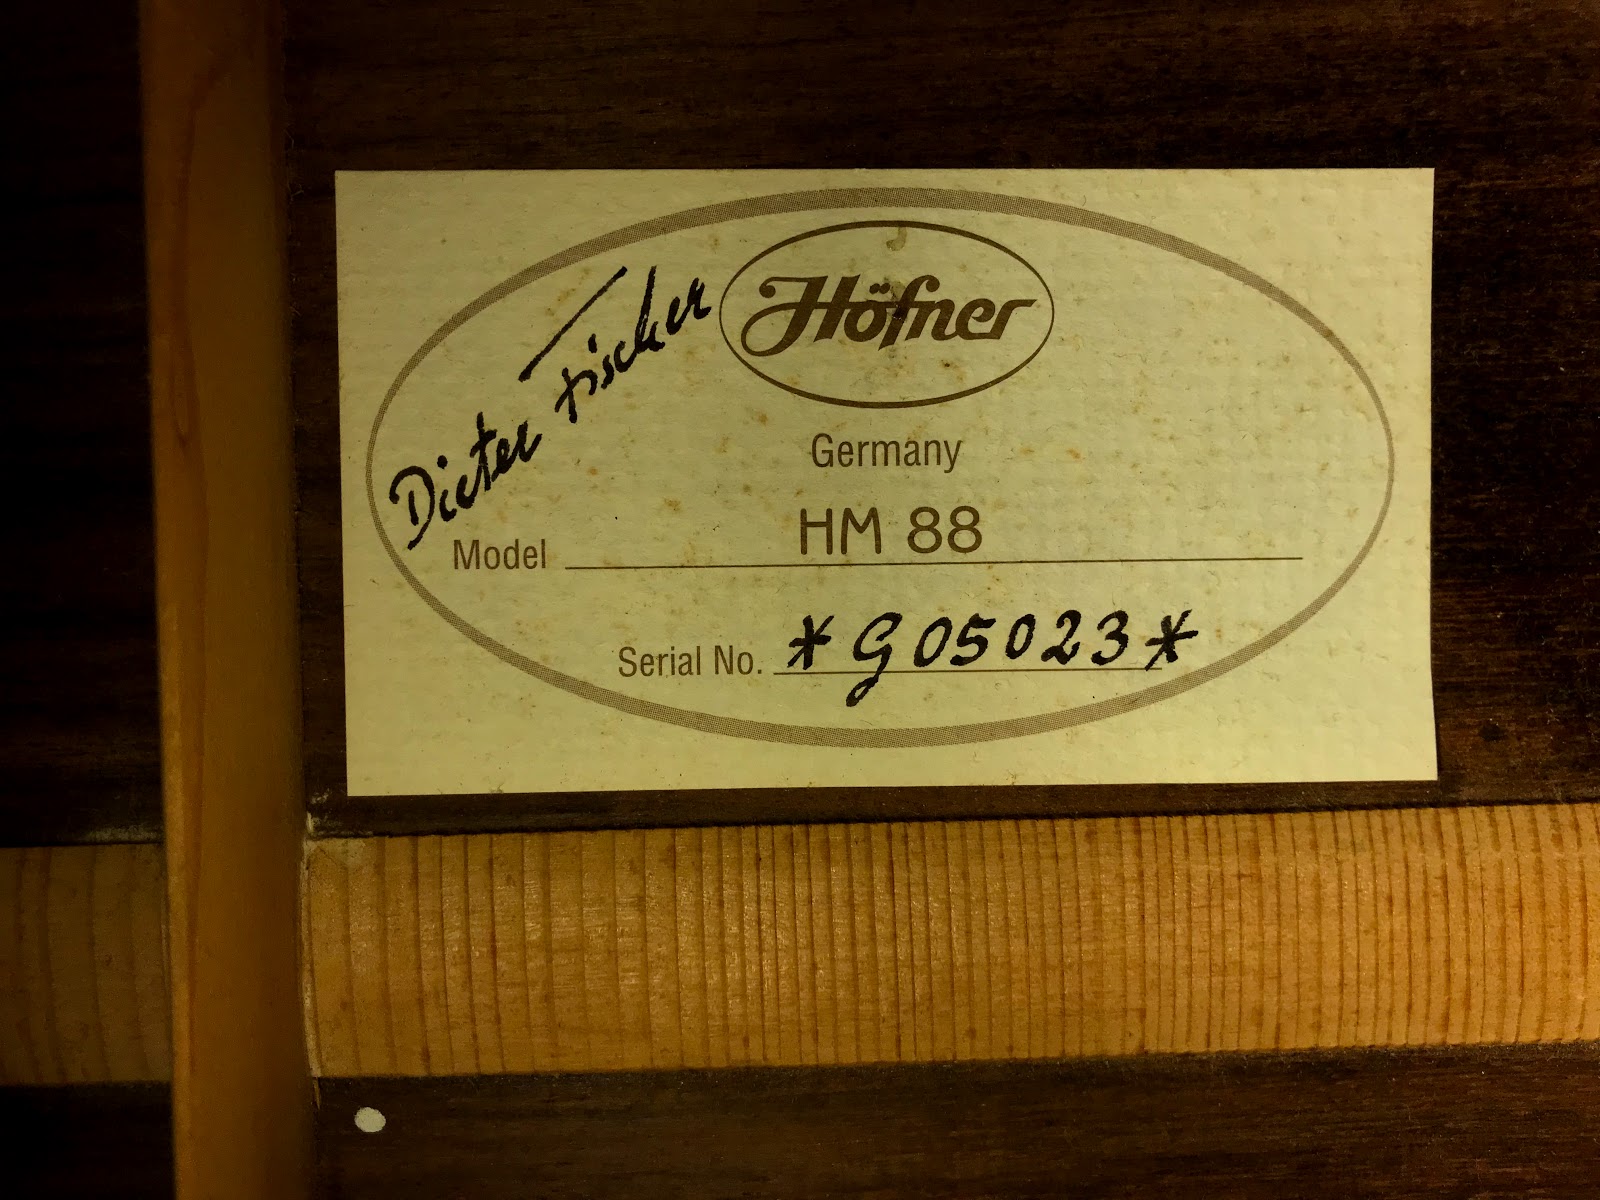 Höfner
Dieter Fischer
Germany
Model HM 88
Serial No. *G05023*